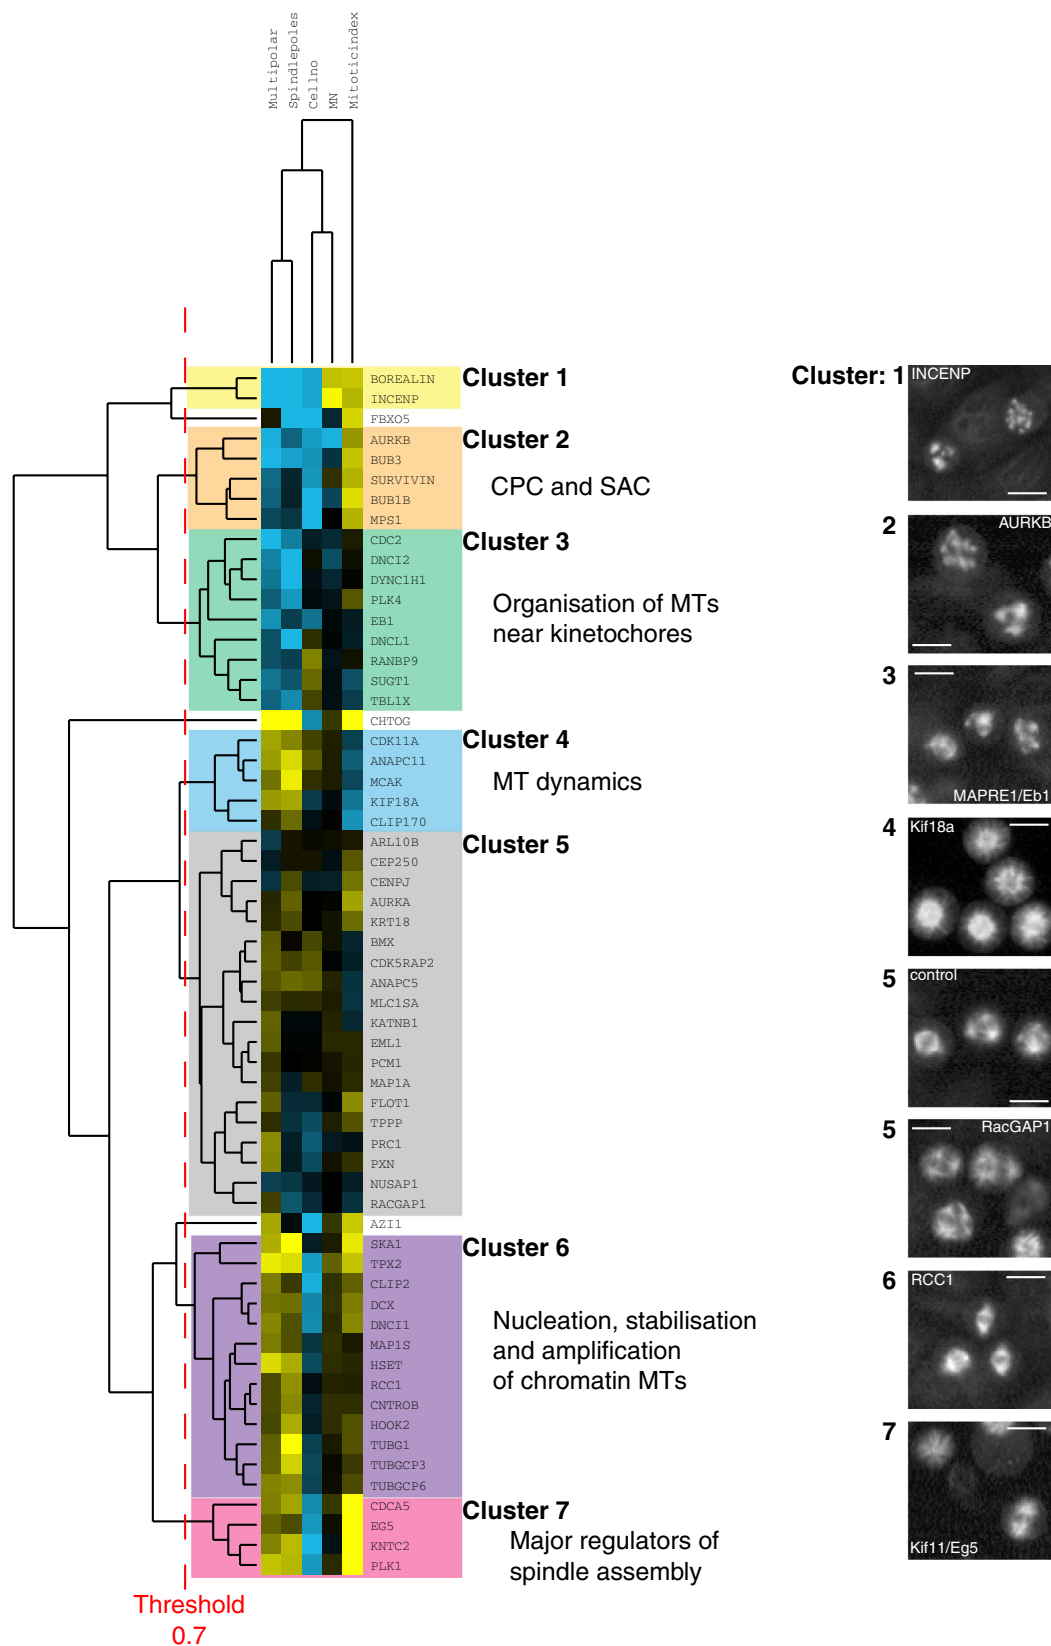 Multipolar
Spindlepoles
Cellno
MN
Mitoticindex
BOREALIN
INCENP
FBXO5
AURKB
BUB3
SURVIVIN
BUB1B
MPS1
CDC2
DNCI2
DYNC1H1
PLK4
EB1
DNCL1
RANBP9
SUGT1
TBL1X
CHTOG
CDK11A
ANAPC11
MCAK
KIF18A
CLIP170
ARL10B
CEP250
CENPJ
AURKA
KRT18
BMX
CDK5RAP2
ANAPC5
MLC1SA
KATNB1
EML1
PCM1
MAP1A
FLOT1
TPPP
PRC1
PXN
NUSAP1
RACGAP1
AZI1
SKA1
TPX2
CLIP2
DCX
DNCI1
MAP1S
HSET
RCC1
CNTROB
HOOK2
TUBG1
TUBGCP3
TUBGCP6
CDCA5
EG5
KNTC2
PLK1
Cluster 1
Cluster 2
CPC and SAC
Cluster 3
Organisation of MTs
near kinetochores
Cluster 4
MT dynamics
Cluster 5
Cluster 6
Nucleation, stabilisation
and amplification
of chromatin MTs
Cluster 7
Major regulators of
spindle assembly
Threshold
0.7
Cluster: 1
INCENP
2
AURKB
3
MAPRE1/Eb1
4
Kif18a
5
control
5
RacGAP1
6
RCC1
7
Kif11/Eg5